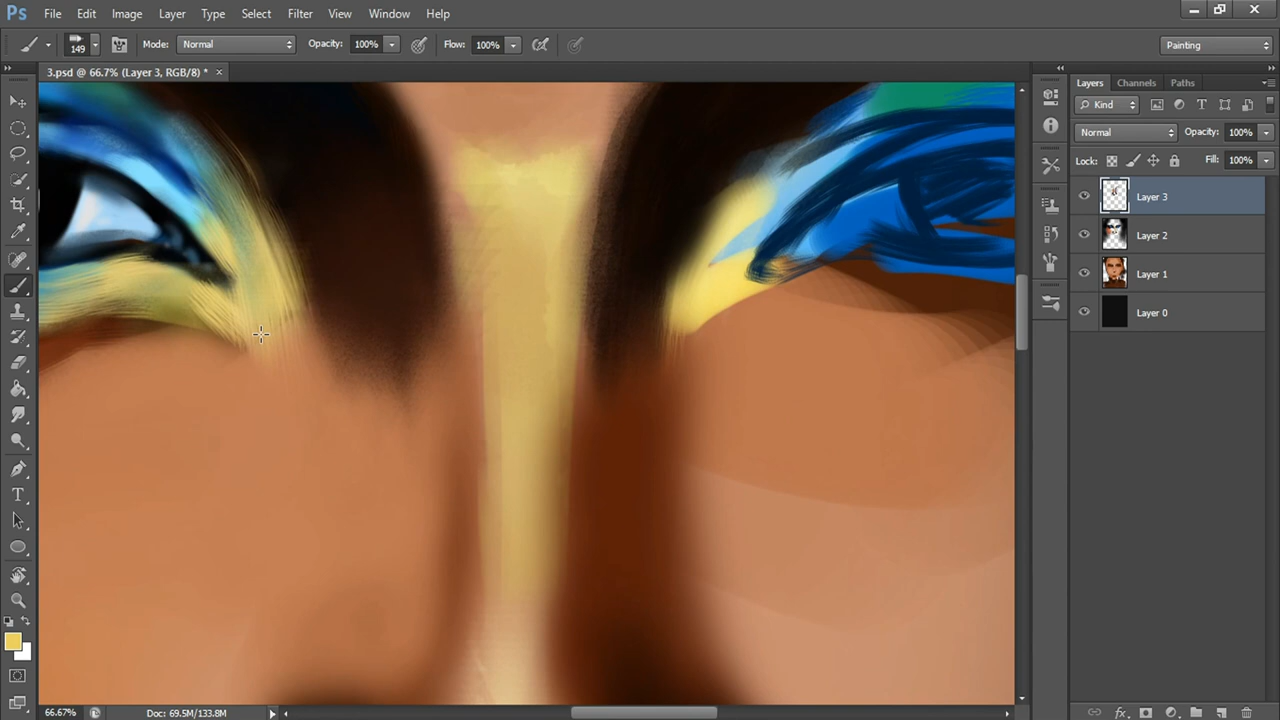 Ps File Edit Image Layer Type Select Filter View Window Help
149 Mode: Normal Opacity: 100% Flow: 100% Painting
3.psd @ 66.7% (Layer 3, RGB/8) * ×
Layers Channels Paths
Kind
Normal Opacity: 100%
Lock: Fill: 100%
Layer 3
Layer 2
Layer 1
Layer 0
T
66.67% Doc: 69.5M/133.8M
fx